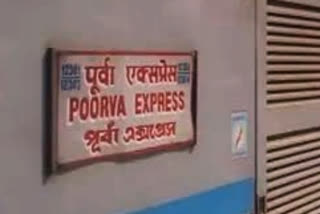 पूर्वा एक्सप्रेस
POORVA EXPRESS
পূর্বা এক্সপ্রেস